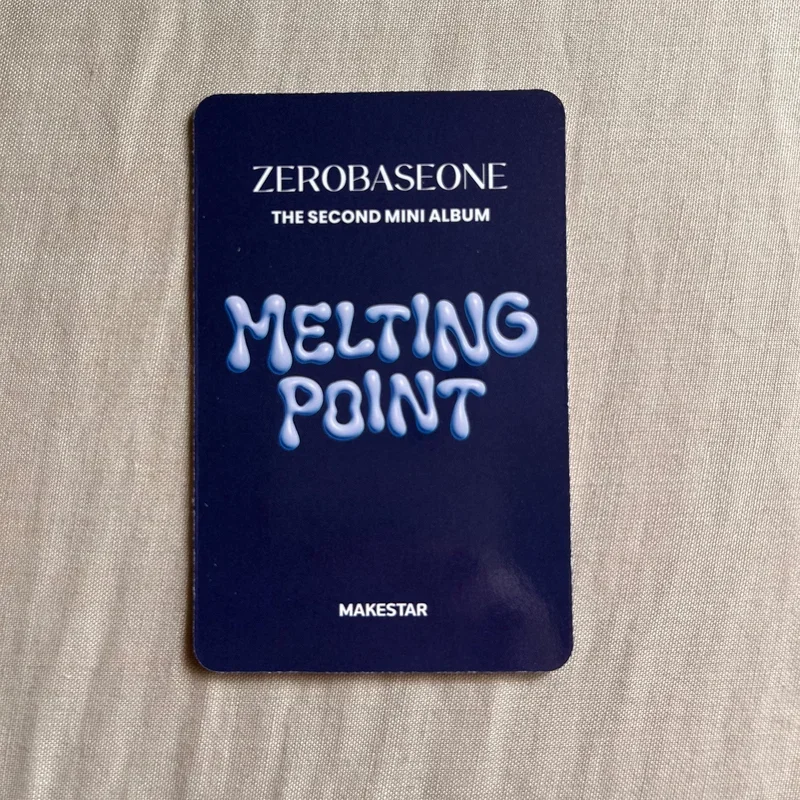 ZEROBASEONE
THE SECOND MINI ALBUM
MELTING
POINT
MAKESTAR